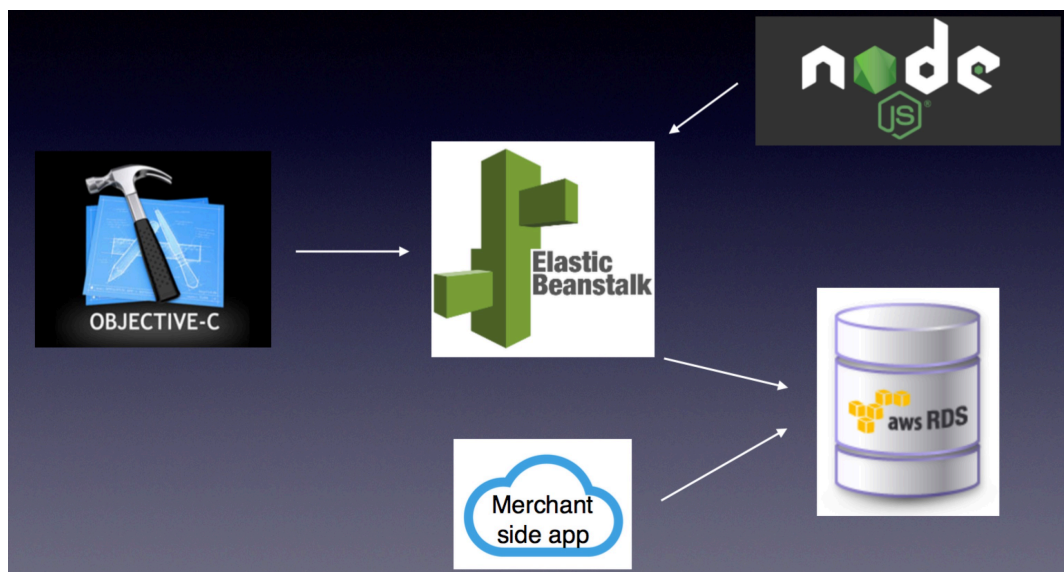 node
JS®
OBJECTIVE-C
Elastic
Beanstalk
aws RDS
Merchant
side app